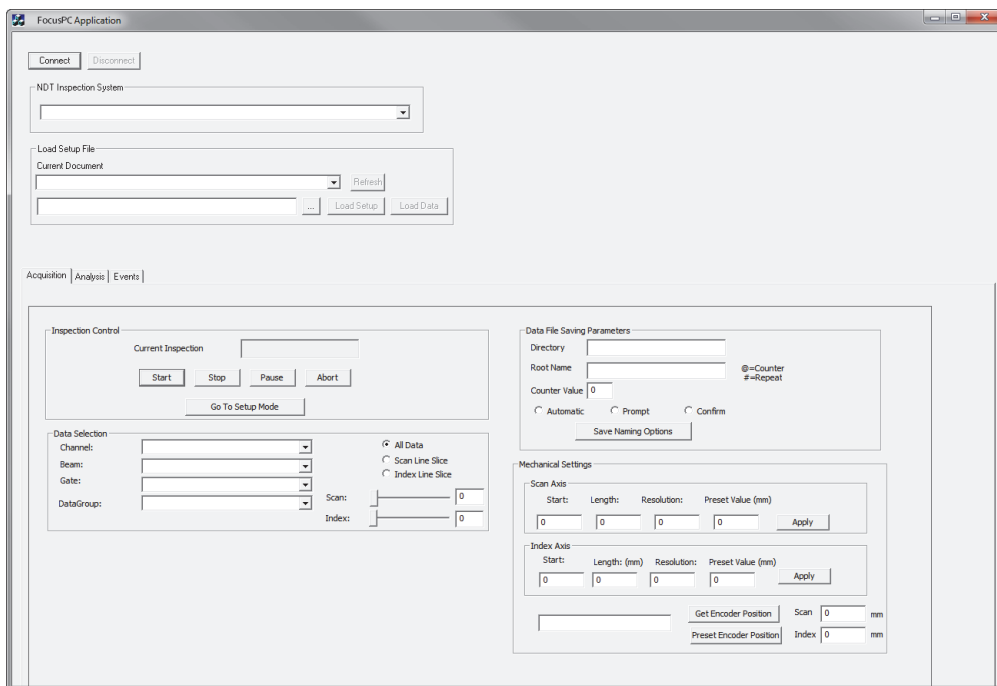 FocusPC Application
Connect Disconnect
NDT Inspection System
Load Setup File
Current Document
Refresh
... Load Setup Load Data
Acquisition Analysis Events
Inspection Control
Current Inspection
Start Stop Pause Abort
Go To Setup Mode
Data Selection
Channel:
Beam:
Gate:
DataGroup:
All Data
Scan Line Slice
Index Line Slice
Scan: 0
Index: 0
Data File Saving Parameters
Directory
Root Name @=Counter
#=Repeat
Counter Value 0
Automatic Prompt Confirm
Save Naming Options
Mechanical Settings
Scan Axis
Start: Length: Resolution: Preset Value (mm)
0 0 0 0 Apply
Index Axis
Start: Length: (mm) Resolution: Preset Value (mm)
0 0 0 0 Apply
Get Encoder Position Scan 0 mm
Preset Encoder Position Index 0 mm